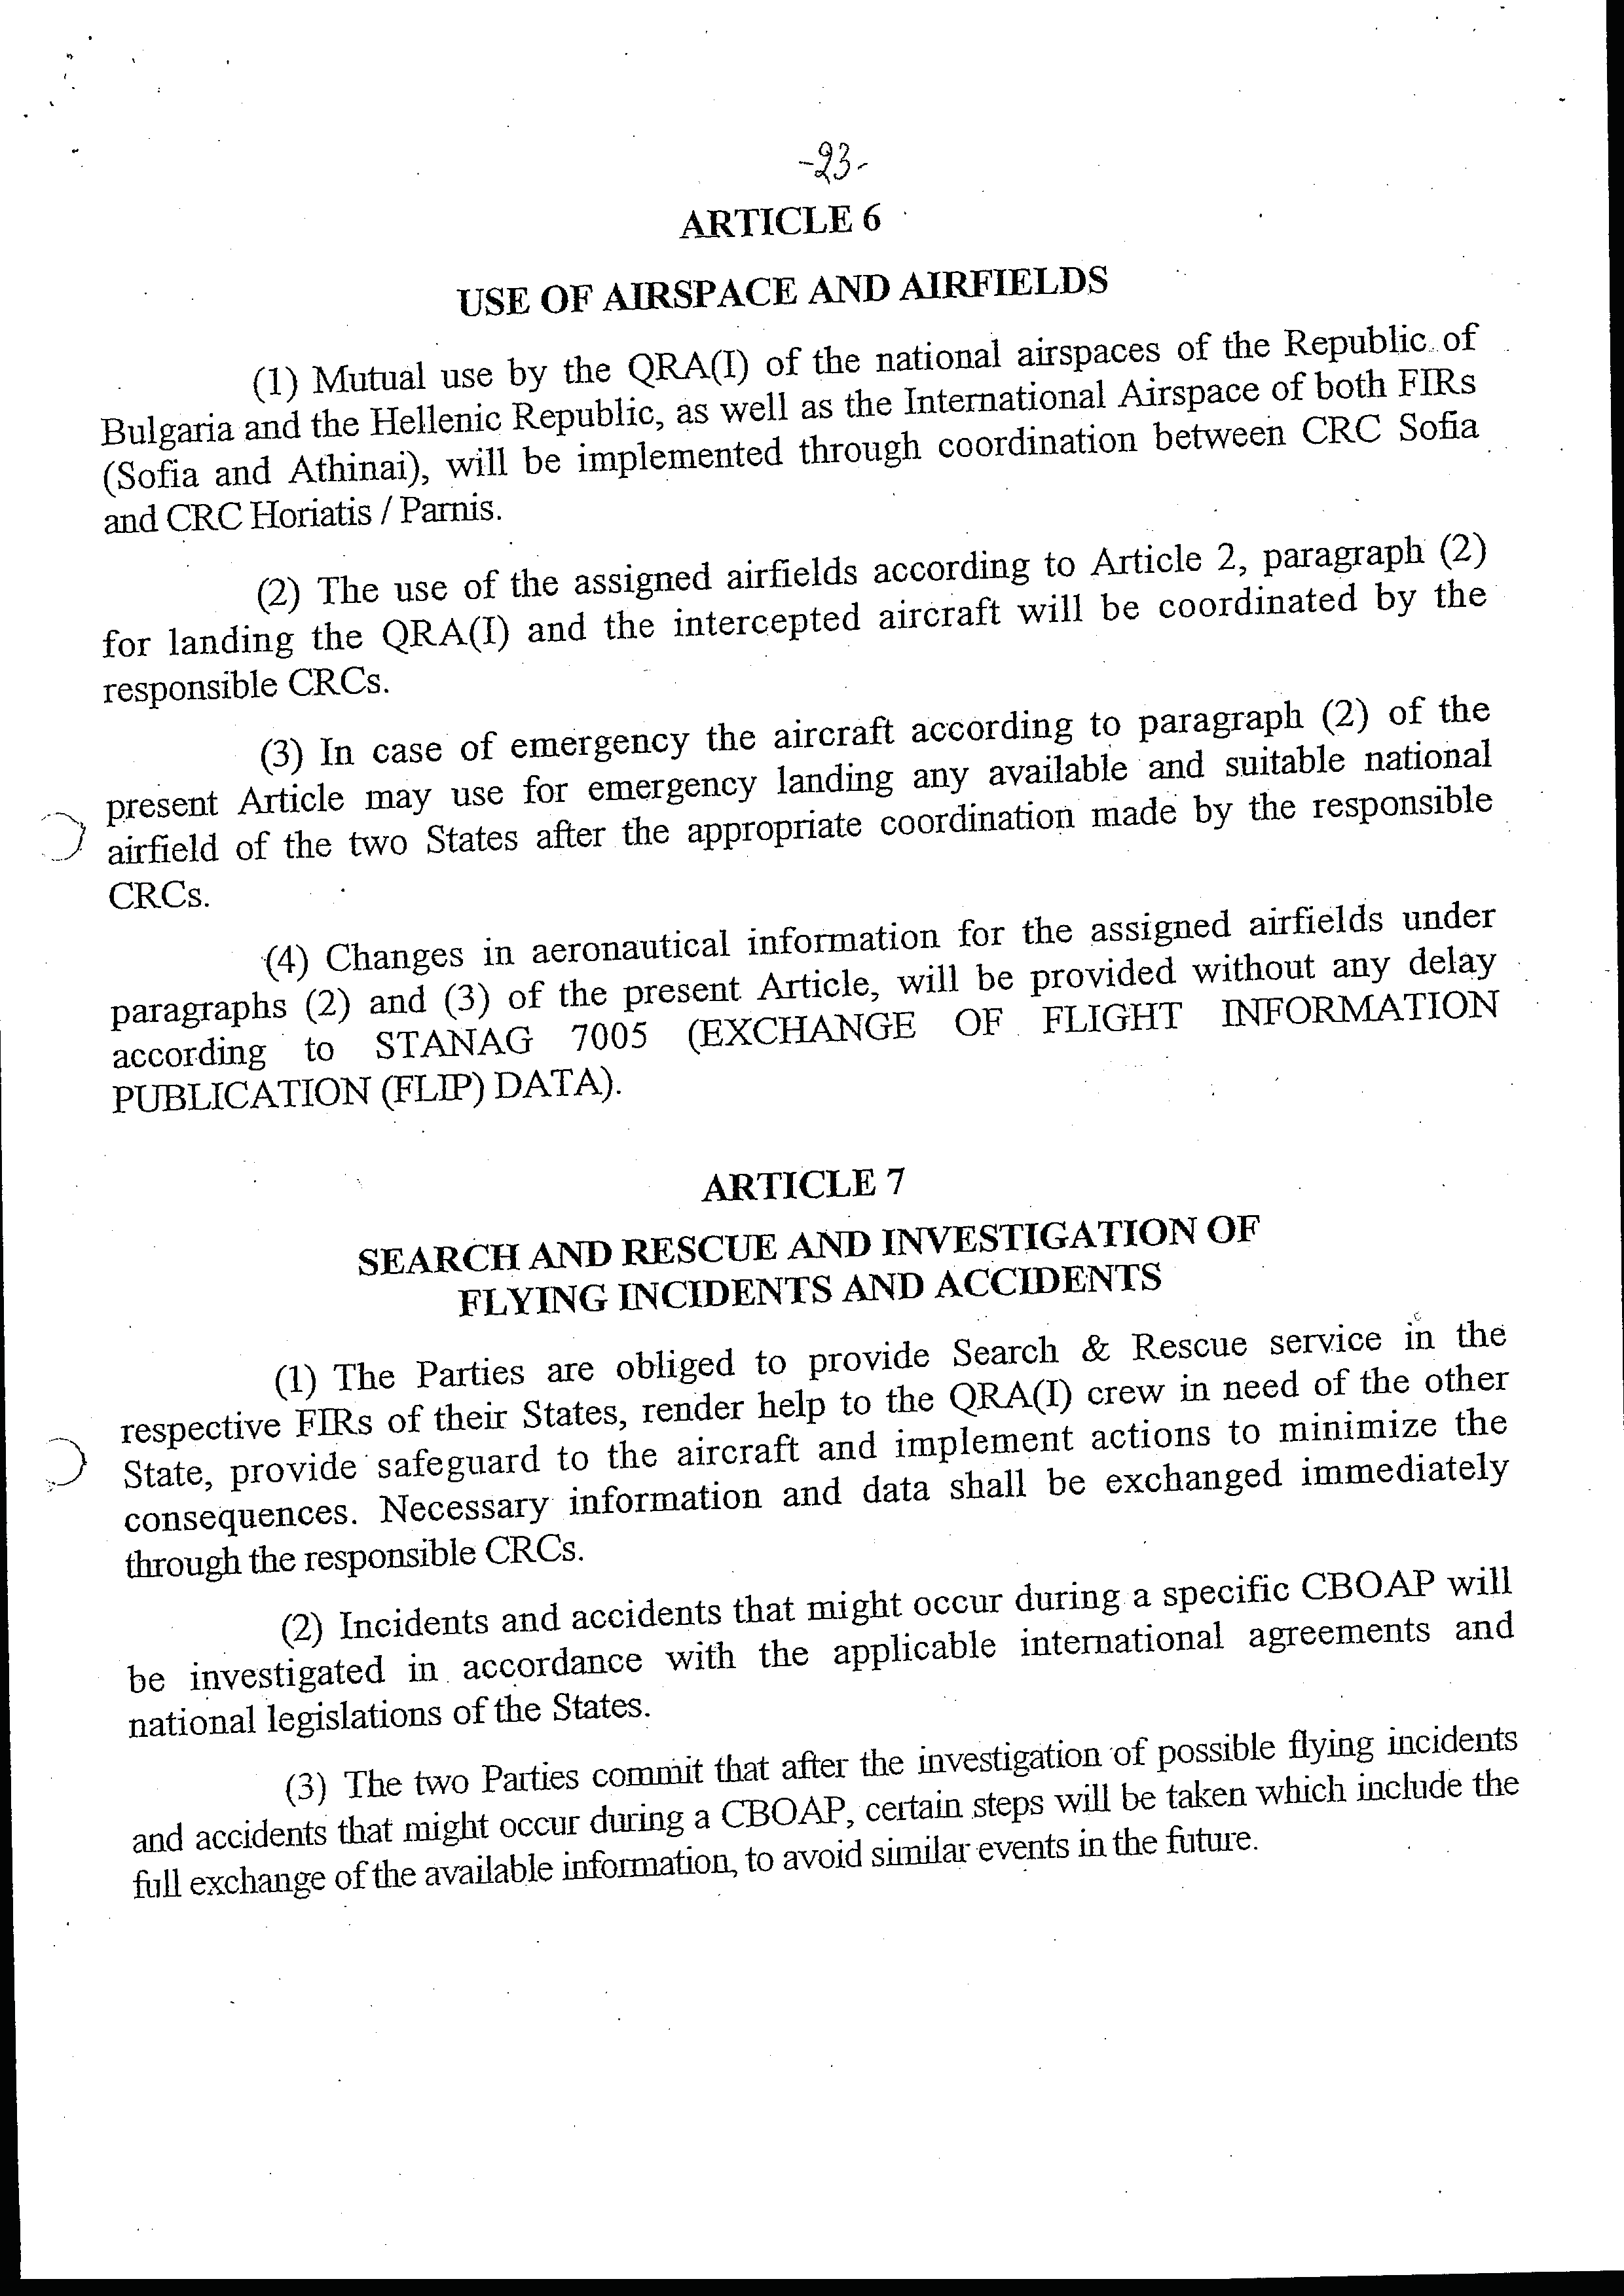 -23-
ARTICLE 6
USE OF AIRSPACE AND AIRFIELDS
(1) Mutual use by the QRA(I) of the national airspaces of the Republic of
Bulgaria and the Hellenic Republic, as well as the International Airspace of both FIRs
(Sofia and Athinai), will be implemented through coordination between CRC Sofia
and CRC Horiatis / Parnis.
(2) The use of the assigned airfields according to Article 2, paragraph (2)
for landing the QRA(I) and the intercepted aircraft will be coordinated by the
responsible CRCs.
(3) In case of emergency the aircraft according to paragraph (2) of the
present Article may use for emergency landing any available and suitable national
airfield of the two States after the appropriate coordination made by the responsible
CRCs.
(4) Changes in aeronautical information for the assigned airfields under
paragraphs (2) and (3) of the present Article, will be provided without any delay
according to STANAG 7005 (EXCHANGE OF FLIGHT INFORMATION
PUBLICATION (FLIP) DATA).
ARTICLE 7
SEARCH AND RESCUE AND INVESTIGATION OF
FLYING INCIDENTS AND ACCIDENTS
(1) The Parties are obliged to provide Search & Rescue service in the
respective FIRs of their States, render help to the QRA(I) crew in need of the other
State, provide safeguard to the aircraft and implement actions to minimize the
consequences. Necessary information and data shall be exchanged immediately
through the responsible CRCs.
(2) Incidents and accidents that might occur during a specific CBOAP will
be investigated in accordance with the applicable international agreements and
national legislations of the States.
(3) The two Parties commit that after the investigation of possible flying incidents
and accidents that might occur during a CBOAP, certain steps will be taken which include the
full exchange of the available information, to avoid similar events in the future.